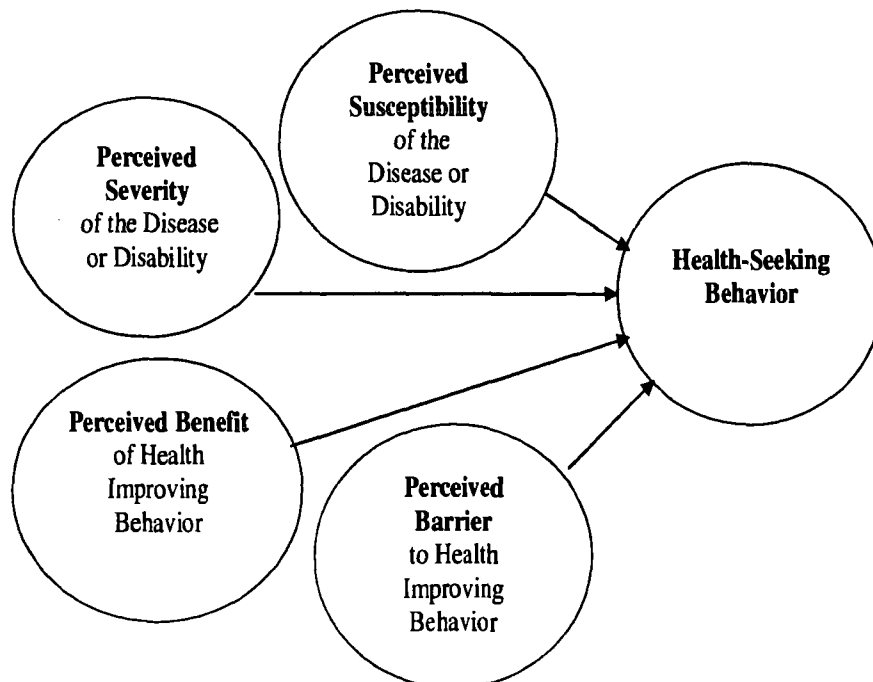 Perceived
Susceptibility
of the
Disease or
Disability
Perceived
Severity
of the Disease
or Disability
Health-Seeking
Behavior
Perceived Benefit
of Health
Improving
Behavior
Perceived
Barrier
to Health
Improving
Behavior